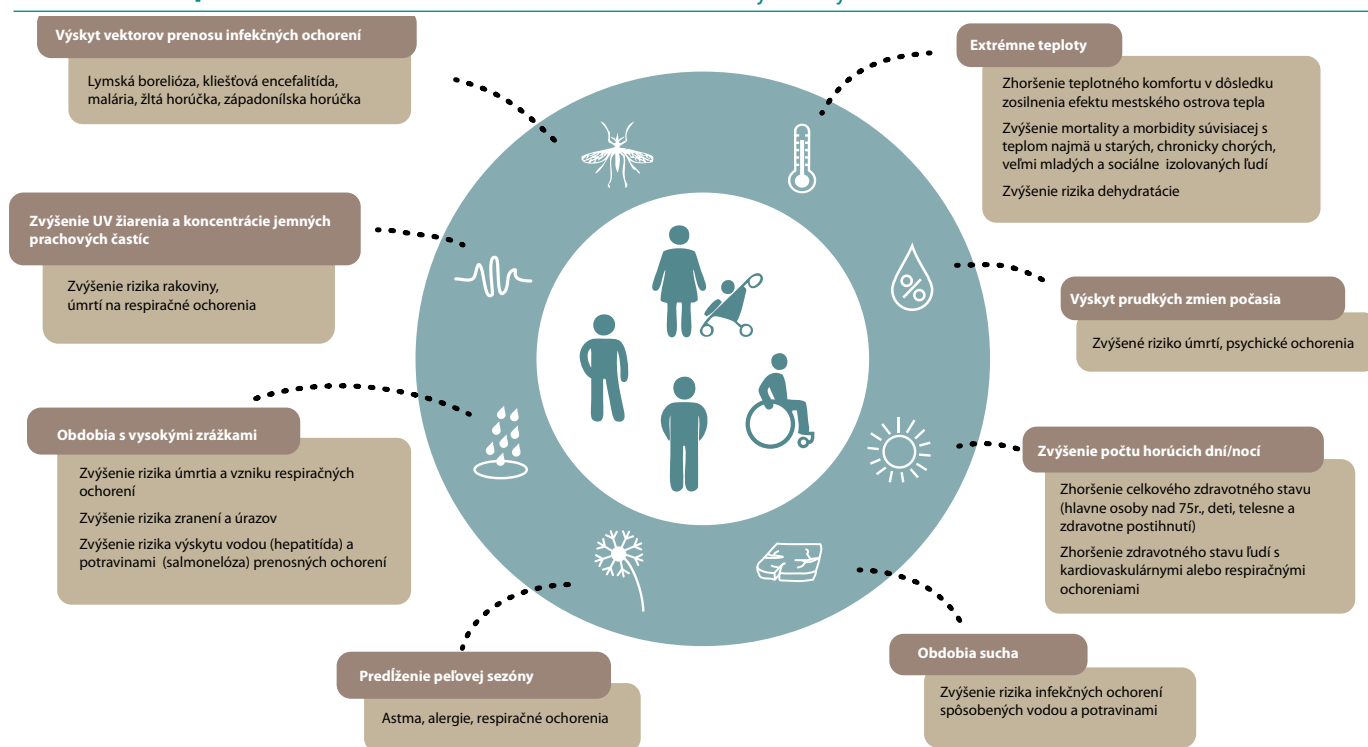 Výskyt vektorov prenosu infekčných ochorení
Lymská borelióza, kliešťová encefalitída,
malária, žltá horúčka, západonílska horúčka
Extrémne teploty
Zhoršenie teplotného komfortu v dôsledku
zosilnenia efektu mestského ostrova tepla
Zvýšenie mortality a morbidity súvisiacej s
teplom najmä u starých, chronicky chorých,
veľmi mladých a sociálne izolovaných ľudí
Zvýšenie rizika dehydratácie
Zvýšenie UV žiarenia a koncentrácie jemných
prachových častíc
Zvýšenie rizika rakoviny,
úmrtí na respiračné ochorenia
%
Výskyt prudkých zmien počasia
Zvýšené riziko úmrtí, psychické ochorenia
Obdobia s vysokými zrážkami
Zvýšenie rizika úmrtia a vzniku respiračných
ochorení
Zvýšenie rizika zranení a úrazov
Zvýšenie rizika výskytu vodou (hepatitída) a
potravinami (salmonelóza) prenosných ochorení
Zvýšenie počtu horúcich dní/nocí
Zhoršenie celkového zdravotného stavu
(hlavne osoby nad 75r., deti, telesne a
zdravotne postihnutí)
Zhoršenie zdravotného stavu ľudí s
kardiovaskulárnymi alebo respiračnými
ochoreniami
Predĺženie peľovej sezóny
Astma, alergie, respiračné ochorenia
Obdobia sucha
Zvýšenie rizika infekčných ochorení
spôsobených vodou a potravinami